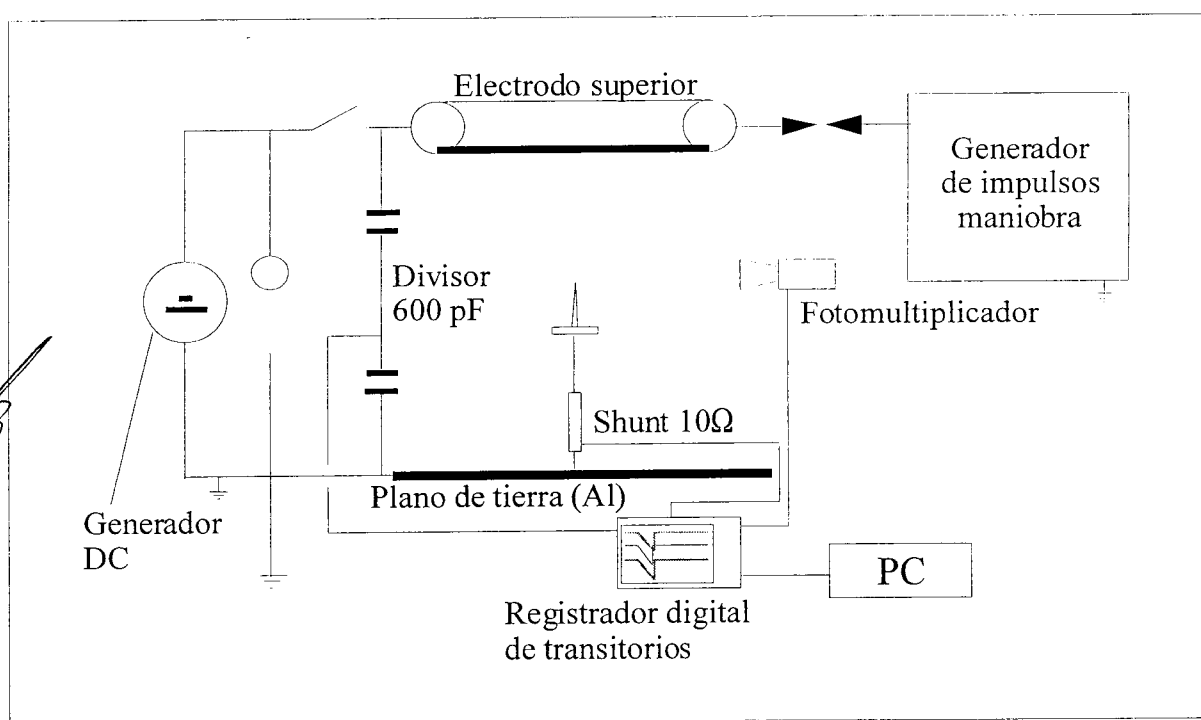 Electrodo superior
Generador
de impulsos
maniobra
Divisor
600 pF
Fotomultiplicador
Shunt 10Ω
Plano de tierra (Al)
Generador
DC
PC
Registrador digital
de transitorios